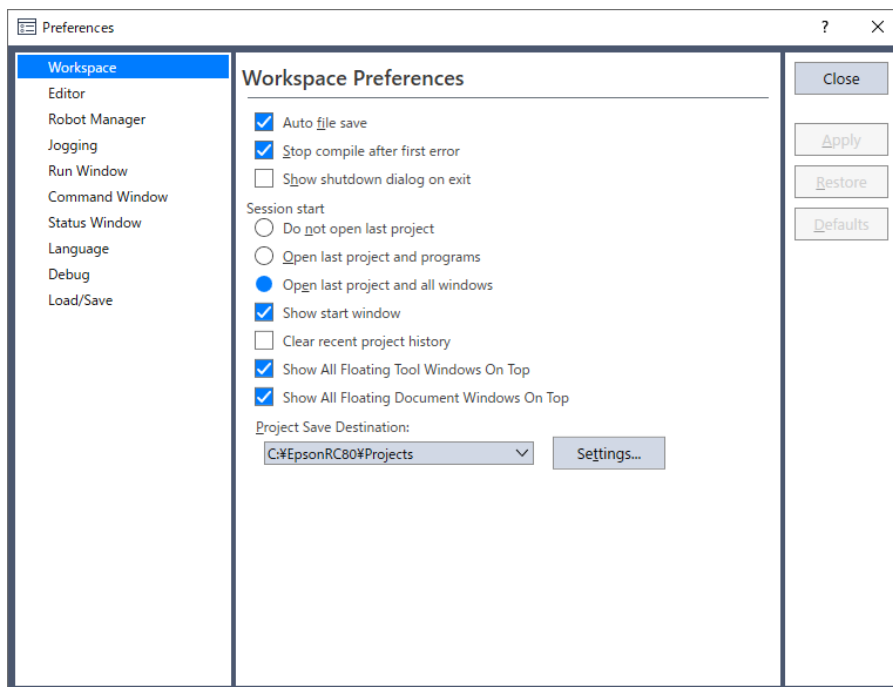 Preferences
?
Workspace
Editor
Robot Manager
Jogging
Run Window
Command Window
Status Window
Language
Debug
Load/Save
Workspace Preferences
Auto file save
Stop compile after first error
Show shutdown dialog on exit
Session start
Do not open last project
Open last project and programs
Open last project and all windows
Show start window
Clear recent project history
Show All Floating Tool Windows On Top
Show All Floating Document Windows On Top
Project Save Destination:
C:¥EpsonRC80¥Projects
Settings...
Close
Apply
Restore
Defaults